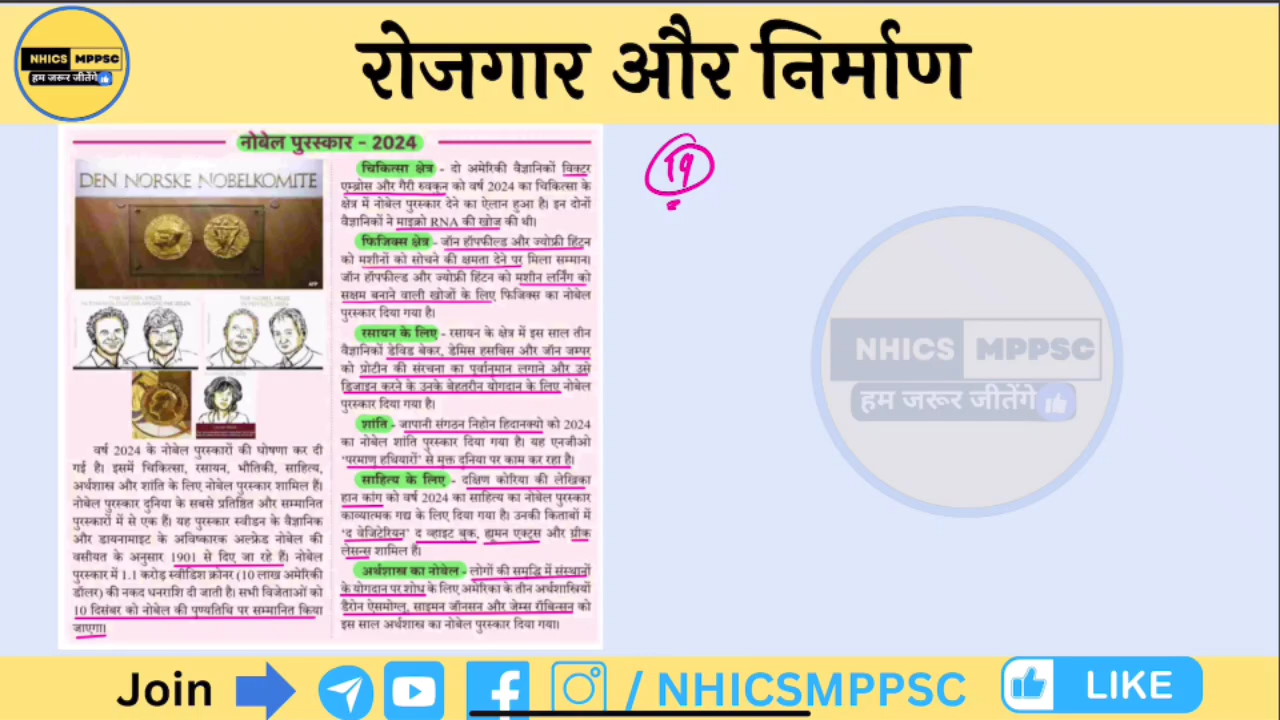 NHICS MPPSC
हम जरूर जीतेंगे
रोजगार और निर्माण
नोबेल पुरस्कार - 2024
DEN NORSKE NOBELKOMITE
वर्ष 2024 के नोबेल पुरस्कारों की घोषणा कर दी
गई है। इसमें चिकित्सा, रसायन, भौतिकी, साहित्य,
अर्थशास्त्र और शांति के लिए नोबेल पुरस्कार शामिल हैं।
नोबेल पुरस्कार दुनिया के सबसे प्रतिष्ठित और सम्मानित
पुरस्कारों में से एक हैं। यह पुरस्कार स्वीडन के वैज्ञानिक
और डायनामाइट के अविष्कारक अल्फ्रेड नोबेल की
वसीयत के अनुसार 1901 से दिए जा रहे हैं। नोबेल
पुरस्कार में 1.1 करोड़ स्वीडिश क्रोनर (10 लाख अमेरिकी
डॉलर) की नकद धनराशि दी जाती है। सभी विजेताओं को
10 दिसंबर को नोबेल की पुण्यतिथि पर सम्मानित किया
जाएगा।
चिकित्सा क्षेत्र - दो अमेरिकी वैज्ञानिकों विक्टर
एम्ब्रोस और गैरी रुवकुन को वर्ष 2024 का चिकित्सा के
क्षेत्र में नोबेल पुरस्कार देने का ऐलान हुआ है। इन दोनों
वैज्ञानिकों ने माइक्रो RNA की खोज की थी।
फिजिक्स क्षेत्र - जॉन हॉपफील्ड और ज्योफ्री हिंटन
को मशीनों को सोचने की क्षमता देने पर मिला सम्मान।
जॉन हॉपफील्ड और ज्योफ्री हिंटन को मशीन लर्निंग को
सक्षम बनाने वाली खोजों के लिए फिजिक्स का नोबेल
पुरस्कार दिया गया है।
रसायन के लिए - रसायन के क्षेत्र में इस साल तीन
वैज्ञानिकों डेविड बेकर, डेमिस हसबिस और जॉन जम्पर
को प्रोटीन की संरचना का पूर्वानुमान लगाने और उसे
डिजाइन करने के उनके बेहतरीन योगदान के लिए नोबेल
पुरस्कार दिया गया है।
शांति - जापानी संगठन निहोन हिदानक्यो को 2024
का नोबेल शांति पुरस्कार दिया गया है। यह एनजीओ
'परमाणु हथियारों' से मुक्त दुनिया पर काम कर रहा है।
साहित्य के लिए - दक्षिण कोरिया की लेखिका
हान कांग को वर्ष 2024 का साहित्य का नोबेल पुरस्कार
काव्यात्मक गद्य के लिए दिया गया है। उनकी किताबों में
'द वेजिटेरियन' द व्हाइट बुक, ह्यूमन एक्ट्स और ग्रीक
लेसन्स शामिल है।
अर्थशास्त्र का नोबेल - लोगों की समृद्धि में संस्थानों
के योगदान पर शोध के लिए अमेरिका के तीन अर्थशास्त्रियों
डैरोन ऐसमोग्लू, साइमन जॉनसन और जेम्स रॉबिन्सन को
इस साल अर्थशास्त्र का नोबेल पुरस्कार दिया गया।
19
NHICS MPPSC
हम जरूर जीतेंगे
Join
/ NHICSMPPSC
LIKE